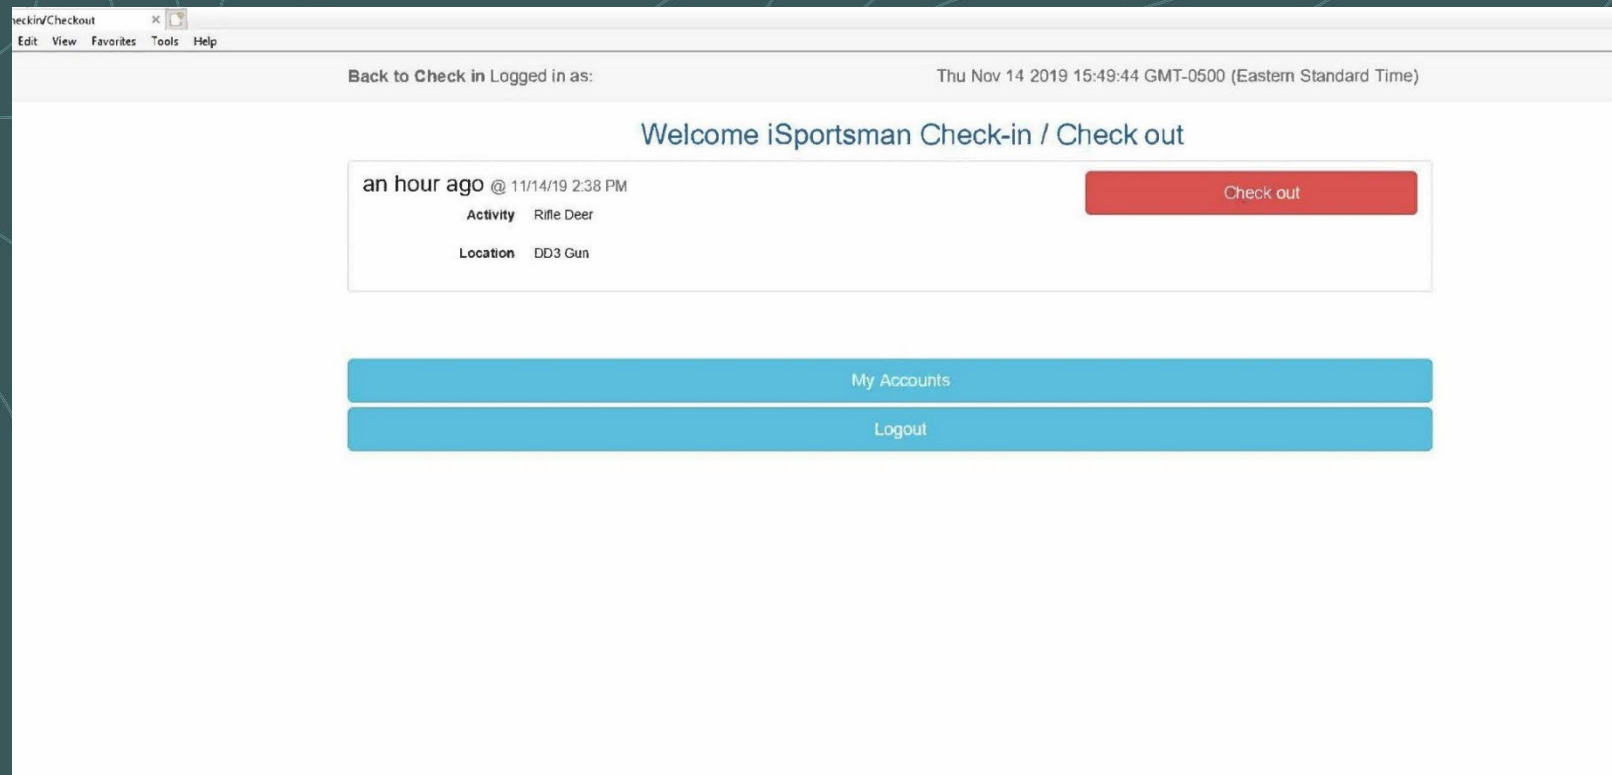 heckin/Checkout
Edit View Favorites Tools Help
Back to Check in Logged in as: Thu Nov 14 2019 15:49:44 GMT-0500 (Eastern Standard Time)
Welcome iSportsman Check-in / Check out
an hour ago @ 11/14/19 2:38 PM
Check out
Activity Rifle Deer
Location DD3 Gun
My Accounts
Logout